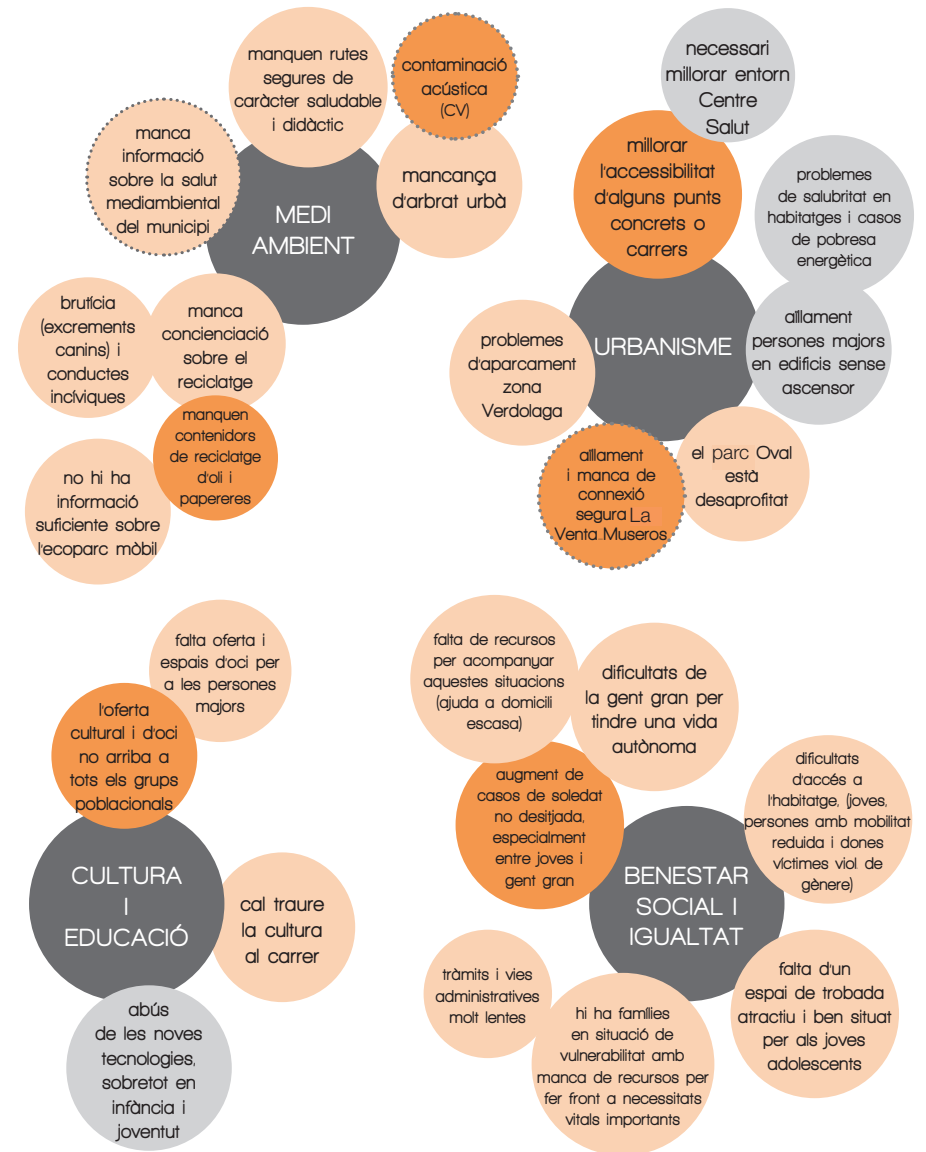 manquen rutes
segures de
caràcter saludable
i didàctic
contaminació
acústica
(CV)
manca
informació
sobre la salut
mediambiental
del municipi
mancança
d'arbrat urbà
MEDI
AMBIENT
brutícia
(excrements
canins) i
conductes
incíviques
manca
concienciació
sobre el
reciclatge
manquen
contenidors
de reciclatge
d'oli i
papereres
no hi ha
informació
suficiente sobre
l'ecoparc mòbil
necessari
millorar entorn
Centre
Salut
millorar
l'accessibilitat
d'alguns punts
concrets o
carrers
problemes
de salubritat en
habitatges i casos
de pobresa
energètica
URBANISME
aïllament
persones majors
en edificis sense
ascensor
problemes
d'aparcament
zona
Verdolaga
aïllament
i manca de
connexió
segura La
Venta..Museros
el parc Oval
està
desaprofitat
falta oferta i
espais d'oci per
a les persones
majors
l'oferta
cultural i d'oci
no arriba a
tots els grups
poblacionals
CULTURA
I
EDUCACIÓ
cal traure
la cultura
al carrer
abús
de les noves
tecnologies,
sobretot en
infància i
joventut
falta de recursos
per acompanyar
aquestes situacions
(ajuda a domicili
escasa)
dificultats de
la gent gran per
tindre una vida
autònoma
augment de
casos de soledat
no desitjada,
especialment
entre joves i
gent gran
dificultats
d'accés a
l'habitatge, (joves,
persones amb mobilitat
reduida i dones
víctimes viol. de
gènere)
BENESTAR
SOCIAL I
IGUALTAT
tràmits i vies
administratives
molt lentes
hi ha famílies
en situació de
vulnerabilitat amb
manca de recursos per
fer front a necessitats
vitals importants
falta d'un
espai de trobada
atractiu i ben situat
per als joves
adolescents